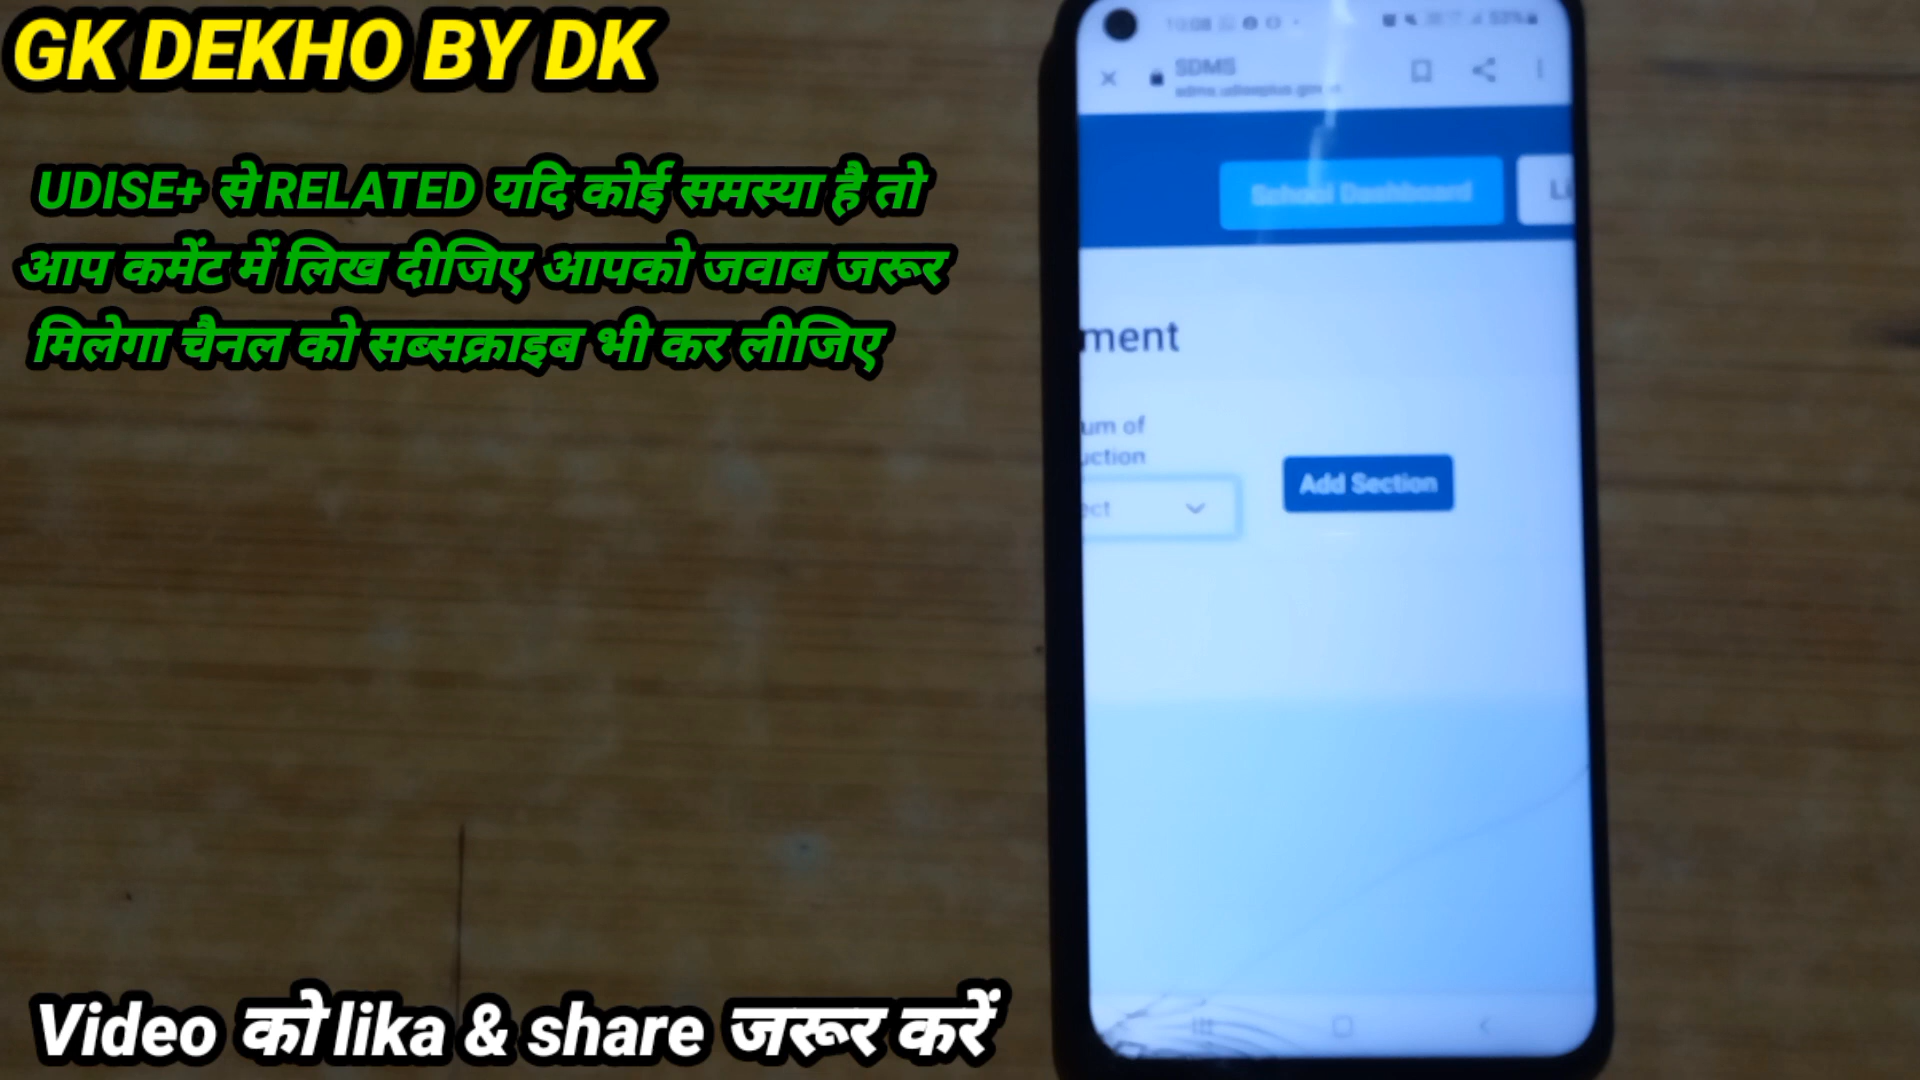 GK DEKHO BY DK
UDISE+ से RELATED यदि कोई समस्या है तो
आप कमेंट में लिख दीजिए आपको जवाब जरूर
मिलेगा चैनल को सब्सक्राइब भी कर लीजिए
Video को lika & share जरूर करें
SDMS
School Dashboard
ment
um of
uction
ect
Add Section